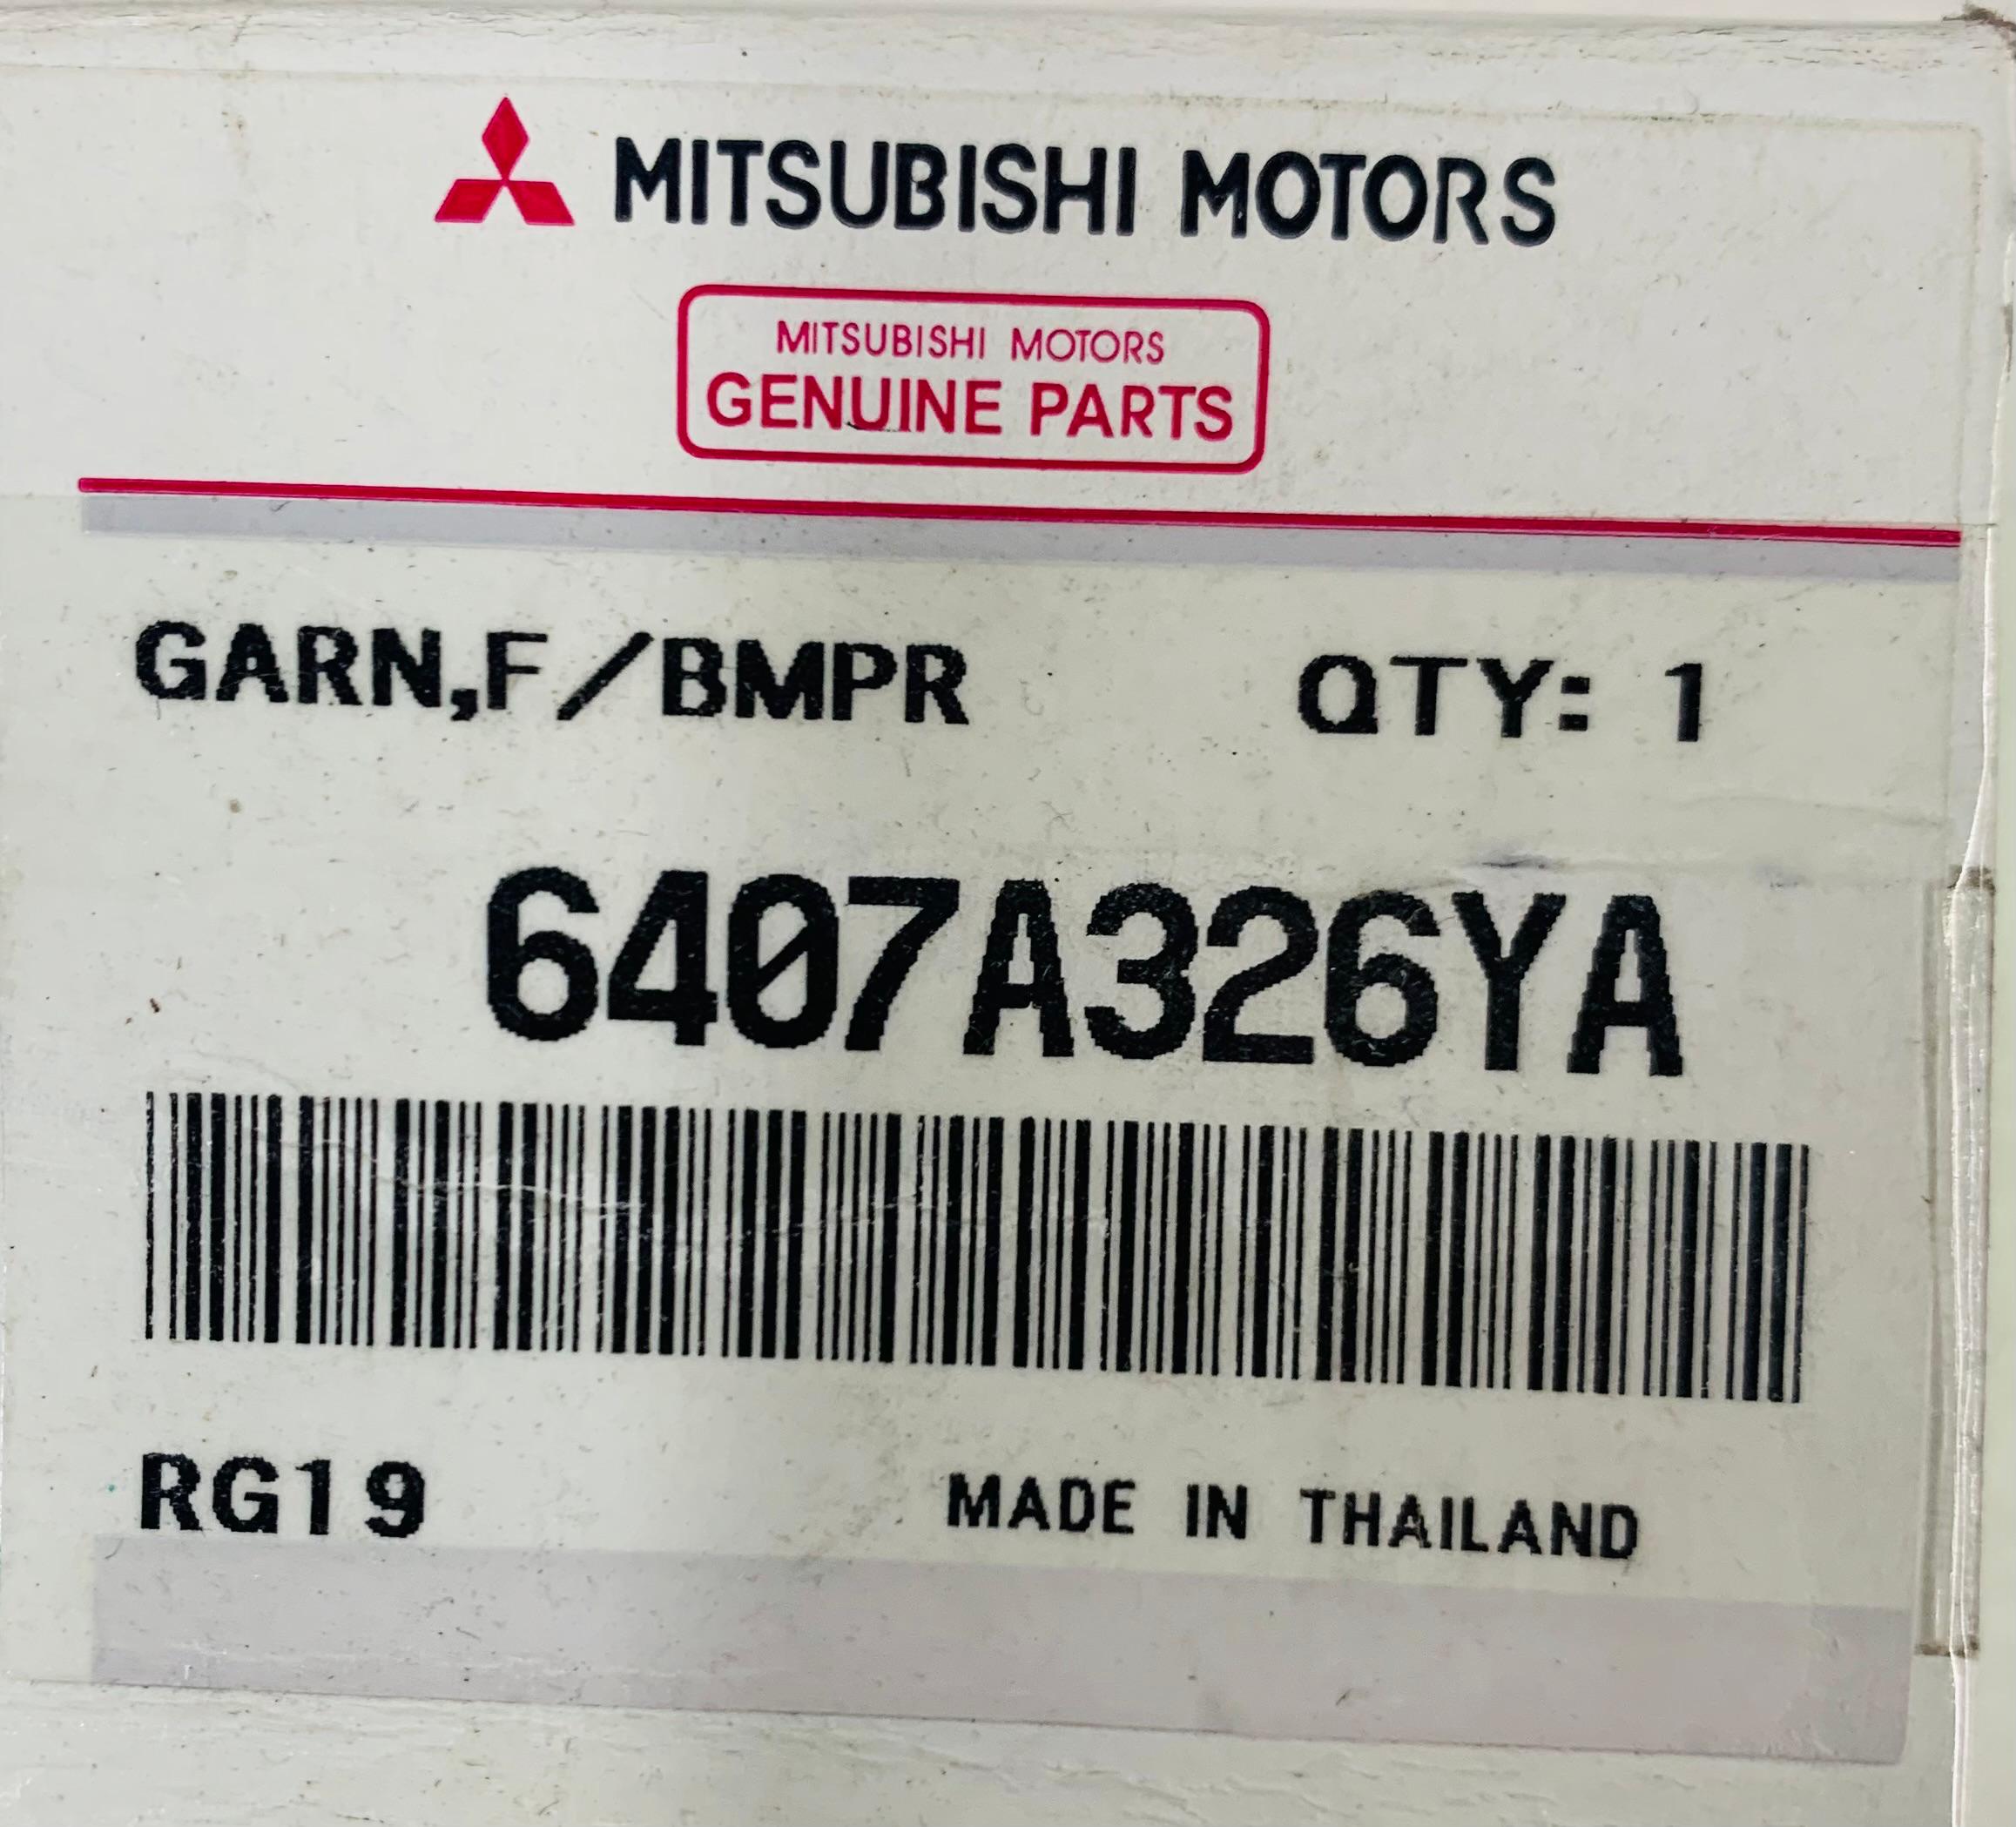 MITSUBISHI MOTORS
MITSUBISHI MOTORS
GENUINE PARTS
GARN,F/BMPR QTY: 1
6407A326YA
RG19 MADE IN THAILAND